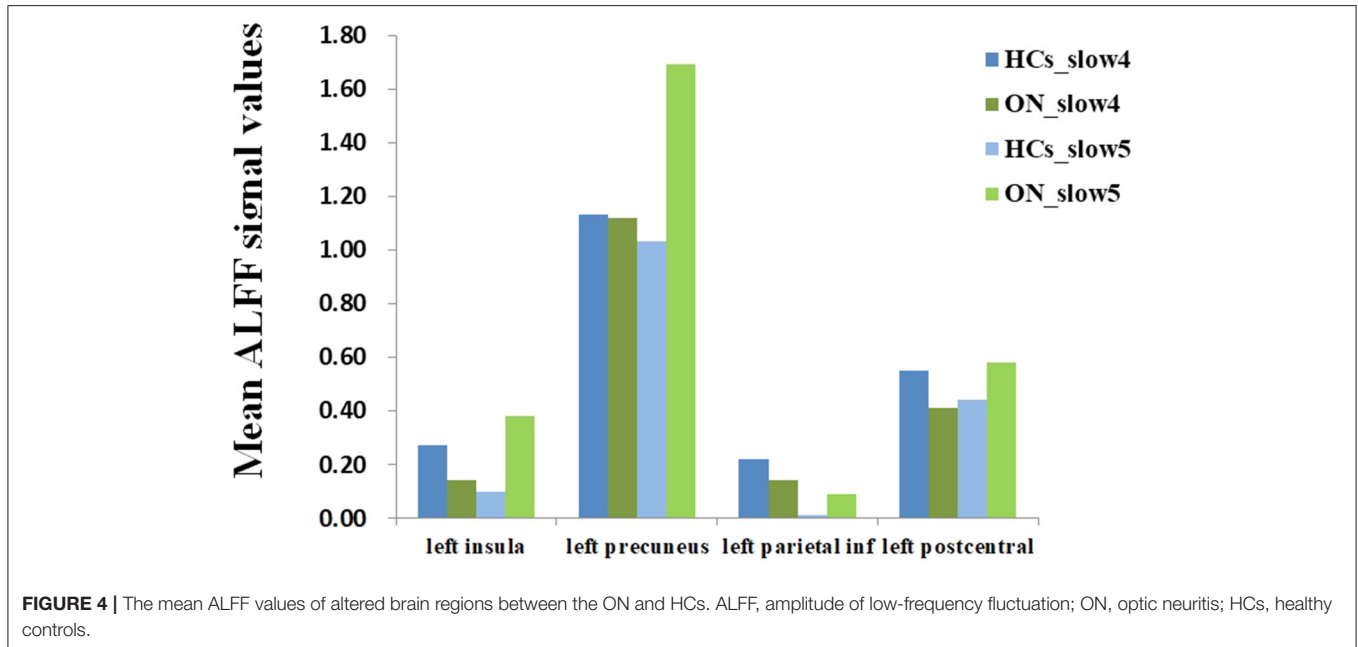 Mean ALFF signal values
1.80
1.60
1.40
1.20
1.00
0.80
0.60
0.40
0.20
0.00
HCs_slow4
ON_slow4
HCs_slow5
ON_slow5
left insula left precuneus left parietal inf left postcentral
FIGURE 4 | The mean ALFF values of altered brain regions between the ON and HCs. ALFF, amplitude of low-frequency fluctuation; ON, optic neuritis; HCs, healthy
controls.